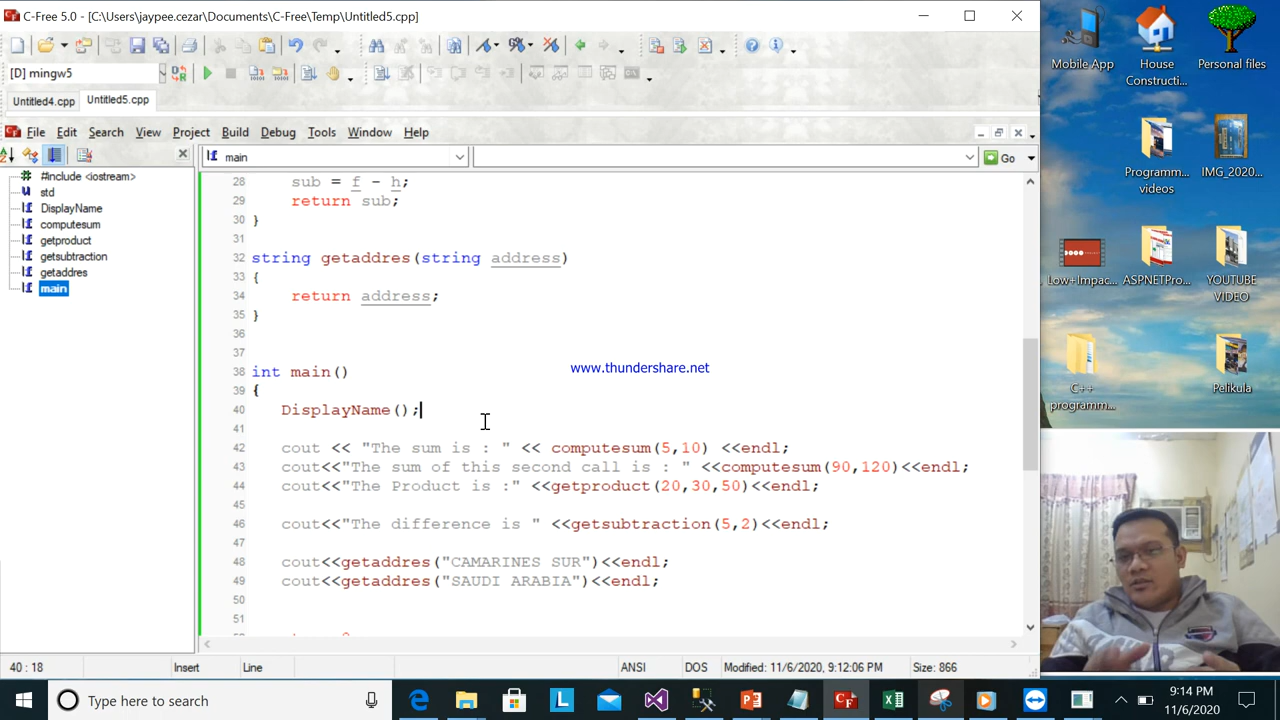 C-Free 5.0 - [C:\Users\jaypee.cezar\Documents\C-Free\Temp\Untitled5.cpp]
[D] mingw5
Untitled4.cpp
Untitled5.cpp
File Edit Search View Project Build Debug Tools Window Help
main
Go
#include <iostream>
std
DisplayName
computesum
getproduct
getsubtraction
getaddres
main
28 sub = f - h;
29 return sub;
30 }
31
32 string getaddres(string address)
33 {
34 return address;
35 }
36
37
38 int main()
39 {
40 DisplayName();
41
42 cout << "The sum is : " << computesum(5,10) <<endl;
43 cout<<"The sum of this second call is : " <<computesum(90,120)<<endl;
44 cout<<"The Product is :" <<getproduct(20,30,50)<<endl;
45
46 cout<<"The difference is " <<getsubtraction(5,2)<<endl;
47
48 cout<<getaddres("CAMARINES SUR")<<endl;
49 cout<<getaddres("SAUDI ARABIA")<<endl;
50
51
www.thundershare.net
40 : 18 Insert Line ANSI DOS Modified: 11/6/2020, 9:12:06 PM Size: 866
Mobile App
House
Constructi...
Personal files
Programm...
videos
IMG_2020...
Low+Impac...
ASPNETPro...
YOUTUBE
VIDEO
C++
programm...
Pelikula
Type here to search
9:14 PM
11/6/2020